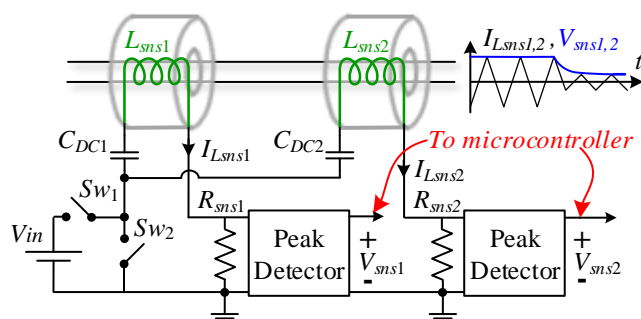 L_sns1
L_sns2
I_Lsns1,2 , V_sns1,2
t
C_DC1
C_DC2
To microcontroller
I_Lsns1
I_Lsns2
Sw_1
R_sns1
R_sns2
Vin
Sw_2
Peak
Detector
+
V_sns1
-
Peak
Detector
+
V_sns2
-